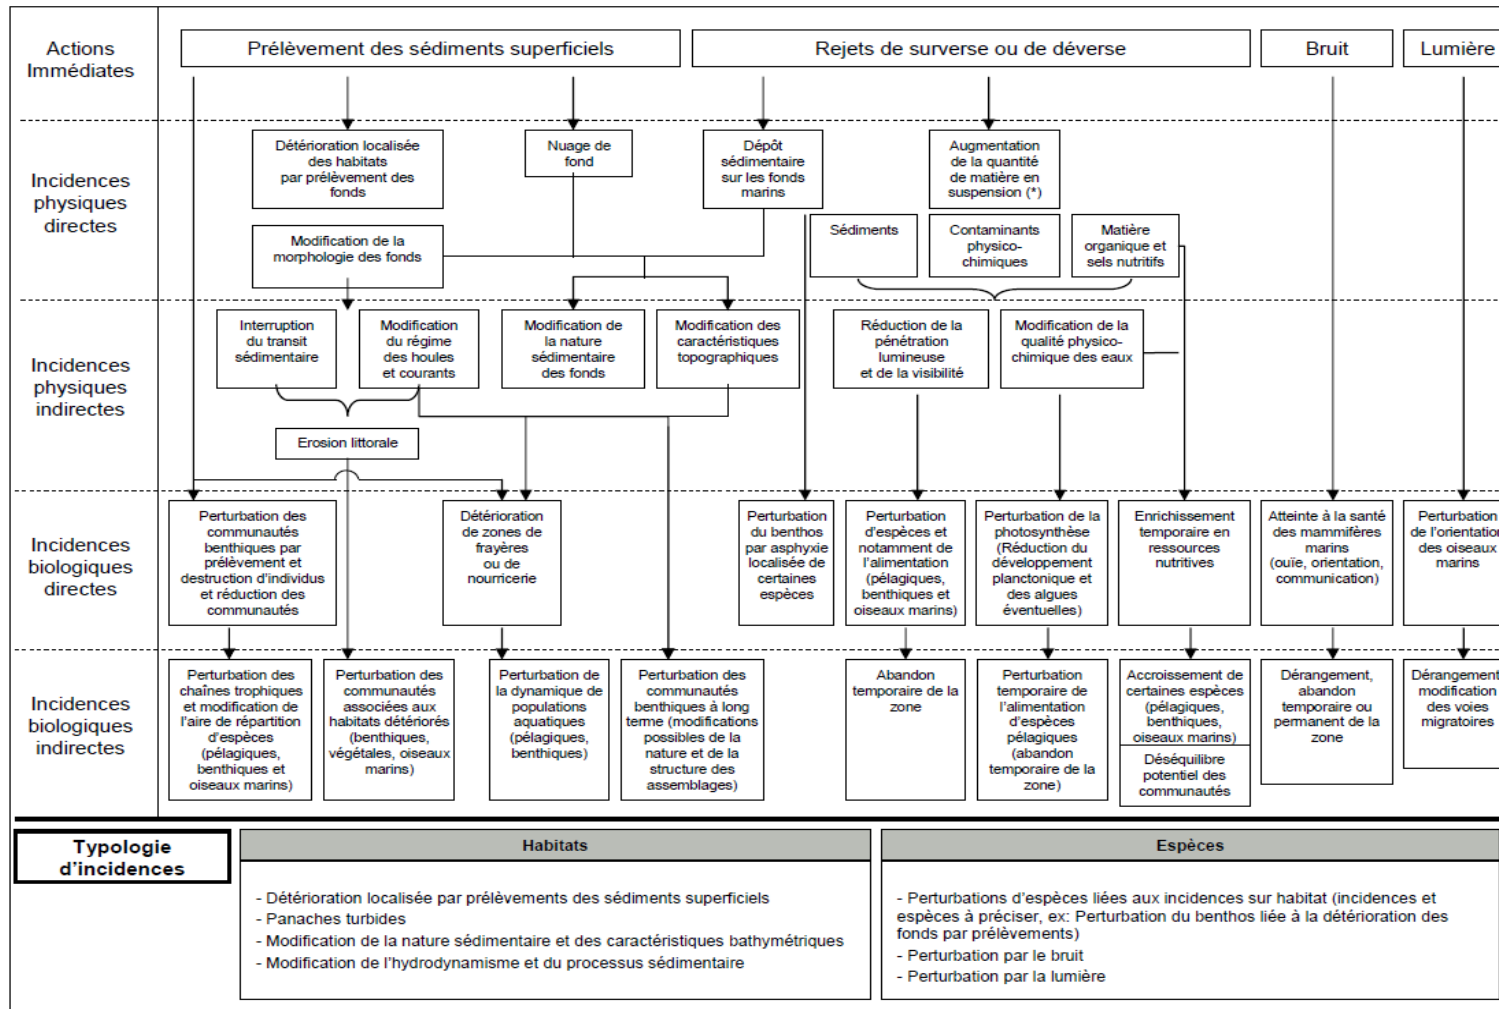 Actions
Immédiates
Prélèvement des sédiments superficiels
Rejets de surverse ou de déverse
Bruit
Lumière
Incidences
physiques
directes
Détérioration localisée
des habitats
par prélèvement des
fonds
Nuage de
fond
Dépôt
sédimentaire
sur les fonds
marins
Augmentation
de la quantité
de matière en
suspension (*)
Modification de la
morphologie des fonds
Sédiments
Contaminants
physico-
chimiques
Matière
organique et
sels nutritifs
Incidences
physiques
indirectes
Interruption
du transit
sédimentaire
Modification
du régime
des houles
et courants
Modification de
la nature
sédimentaire
des fonds
Modification des
caractéristiques
topographiques
Réduction de la
pénétration
lumineuse
et de la visibilité
Modification de la
qualité physico-
chimique des eaux
Erosion littorale
Incidences
biologiques
directes
Perturbation des
communautés
benthiques par
prélèvement et
destruction d'individus
et réduction des
communautés
Détérioration
de zones de
frayères
ou de
nourricerie
Perturbation
du benthos
par asphyxie
localisée de
certaines
espèces
Perturbation
d'espèces et
notamment de
l'alimentation
(pélagiques,
benthiques et
oiseaux marins)
Perturbation de la
photosynthèse
(Réduction du
développement
planctonique et
des algues
éventuelles)
Enrichissement
temporaire en
ressources
nutritives
Atteinte à la santé
des mammifères
marins
(ouïe, orientation,
communication)
Perturbation
de l'orientation
des oiseaux
marins
Incidences
biologiques
indirectes
Perturbation des
chaînes trophiques
et modification de
l'aire de répartition
d'espèces
(pélagiques,
benthiques et
oiseaux marins)
Perturbation des
communautés
associées aux
habitats détériorés
(benthiques,
végétales, oiseaux
marins)
Perturbation de
la dynamique de
populations
aquatiques
(pélagiques,
benthiques)
Perturbation des
communautés
benthiques à long
terme (modifications
possibles de la
nature et de la
structure des
assemblages)
Abandon
temporaire de la
zone
Perturbation
temporaire de
l'alimentation
d'espèces
pélagiques
(abandon
temporaire de la
zone)
Accroissement de
certaines espèces
(pélagiques,
benthiques,
oiseaux marins)
Déséquilibre
potentiel des
communautés
Dérangement,
abandon
temporaire ou
permanent de la
zone
Dérangement,
modification
des voies
migratoires
Typologie
d'incidences
Habitats
- Détérioration localisée par prélèvements des sédiments superficiels
- Panaches turbides
- Modification de la nature sédimentaire et des caractéristiques bathymétriques
- Modification de l'hydrodynamisme et du processus sédimentaire
Espèces
- Perturbations d'espèces liées aux incidences sur habitat (incidences et
espèces à préciser, ex: Perturbation du benthos liée à la détérioration des
fonds par prélèvements)
- Perturbation par le bruit
- Perturbation par la lumière